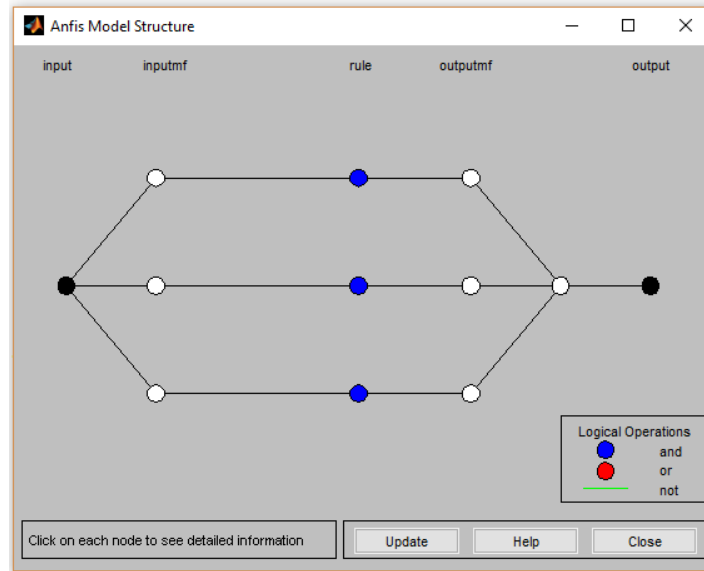 Anfis Model Structure
input inputmf rule outputmf output
Logical Operations
and
or
not
Click on each node to see detailed information
Update Help Close